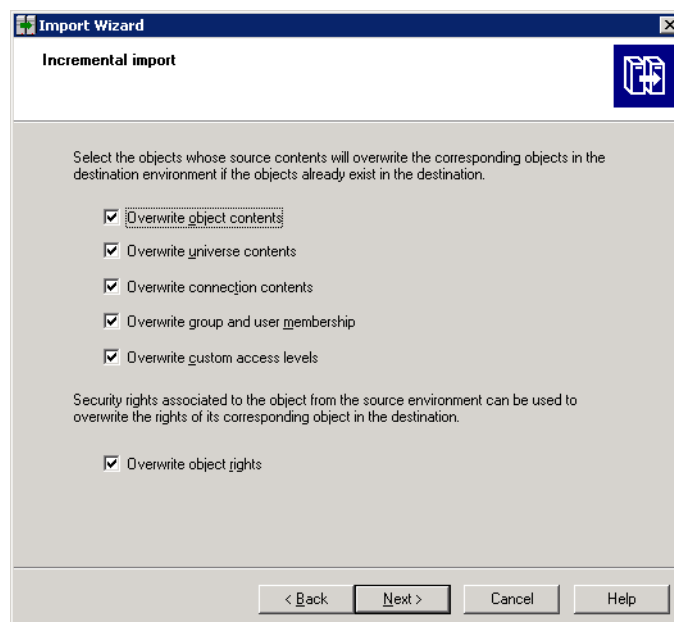 Import Wizard
Incremental import
Select the objects whose source contents will overwrite the corresponding objects in the
destination environment if the objects already exist in the destination.
Overwrite object contents
Overwrite universe contents
Overwrite connection contents
Overwrite group and user membership
Overwrite custom access levels
Security rights associated to the object from the source environment can be used to
overwrite the rights of its corresponding object in the destination.
Overwrite object rights
< Back Next > Cancel Help